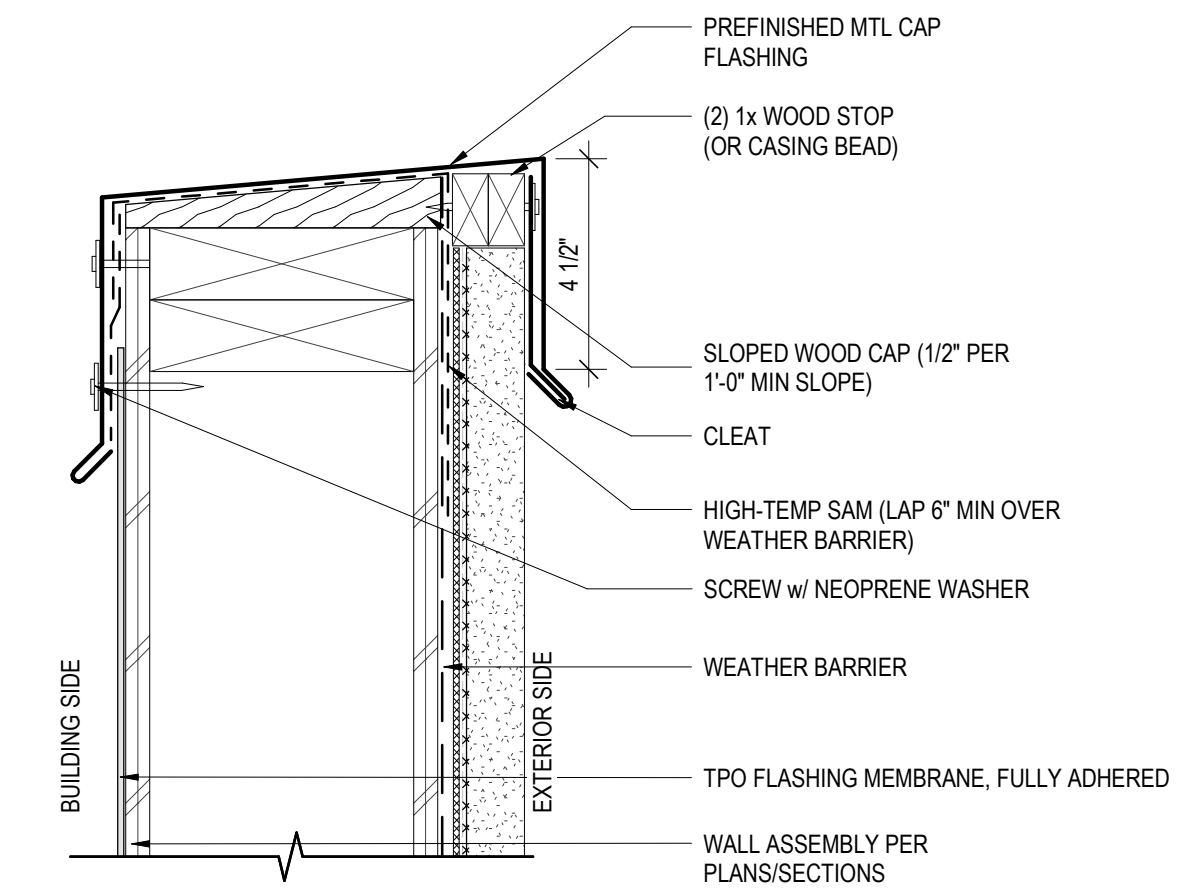 PREFINISHED MTL CAP
FLASHING
(2) 1x WOOD STOP
(OR CASING BEAD)
4 1/2"
SLOPED WOOD CAP (1/2" PER
1'-0" MIN SLOPE)
CLEAT
HIGH-TEMP SAM (LAP 6" MIN OVER
WEATHER BARRIER)
SCREW w/ NEOPRENE WASHER
WEATHER BARRIER
BUILDING SIDE
EXTERIOR SIDE
TPO FLASHING MEMBRANE, FULLY ADHERED
WALL ASSEMBLY PER
PLANS/SECTIONS